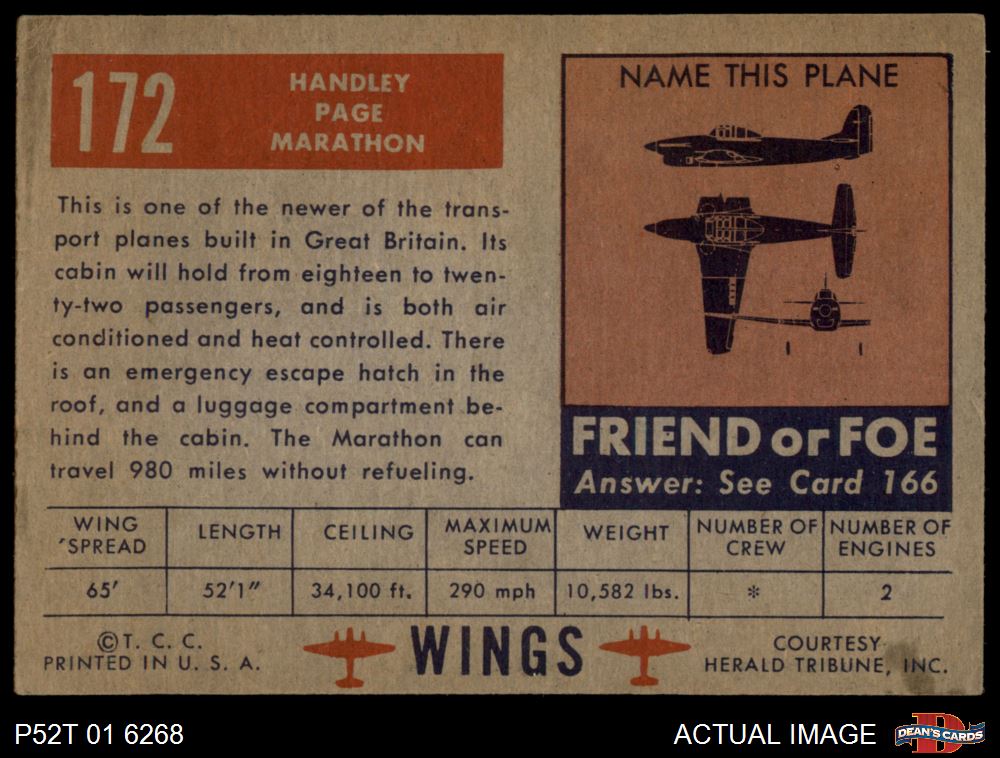 172
HANDLEY
PAGE
MARATHON
This is one of the newer of the trans-
port planes built in Great Britain. Its
cabin will hold from eighteen to twen-
ty-two passengers, and is both air
conditioned and heat controlled. There
is an emergency escape hatch in the
roof, and a luggage compartment be-
hind the cabin. The Marathon can
travel 980 miles without refueling.
NAME THIS PLANE
FRIEND or FOE
Answer: See Card 166
WING
'SPREAD
LENGTH
CEILING
MAXIMUM
SPEED
WEIGHT
NUMBER OF
CREW
NUMBER OF
ENGINES
65'
52'1"
34,100 ft.
290 mph
10,582 lbs.
*
2
©T. C. C.
PRINTED IN U. S. A.
WINGS
COURTESY
HERALD TRIBUNE, INC.
P52T 01 6268
ACTUAL IMAGE
D
DEAN'S CARDS